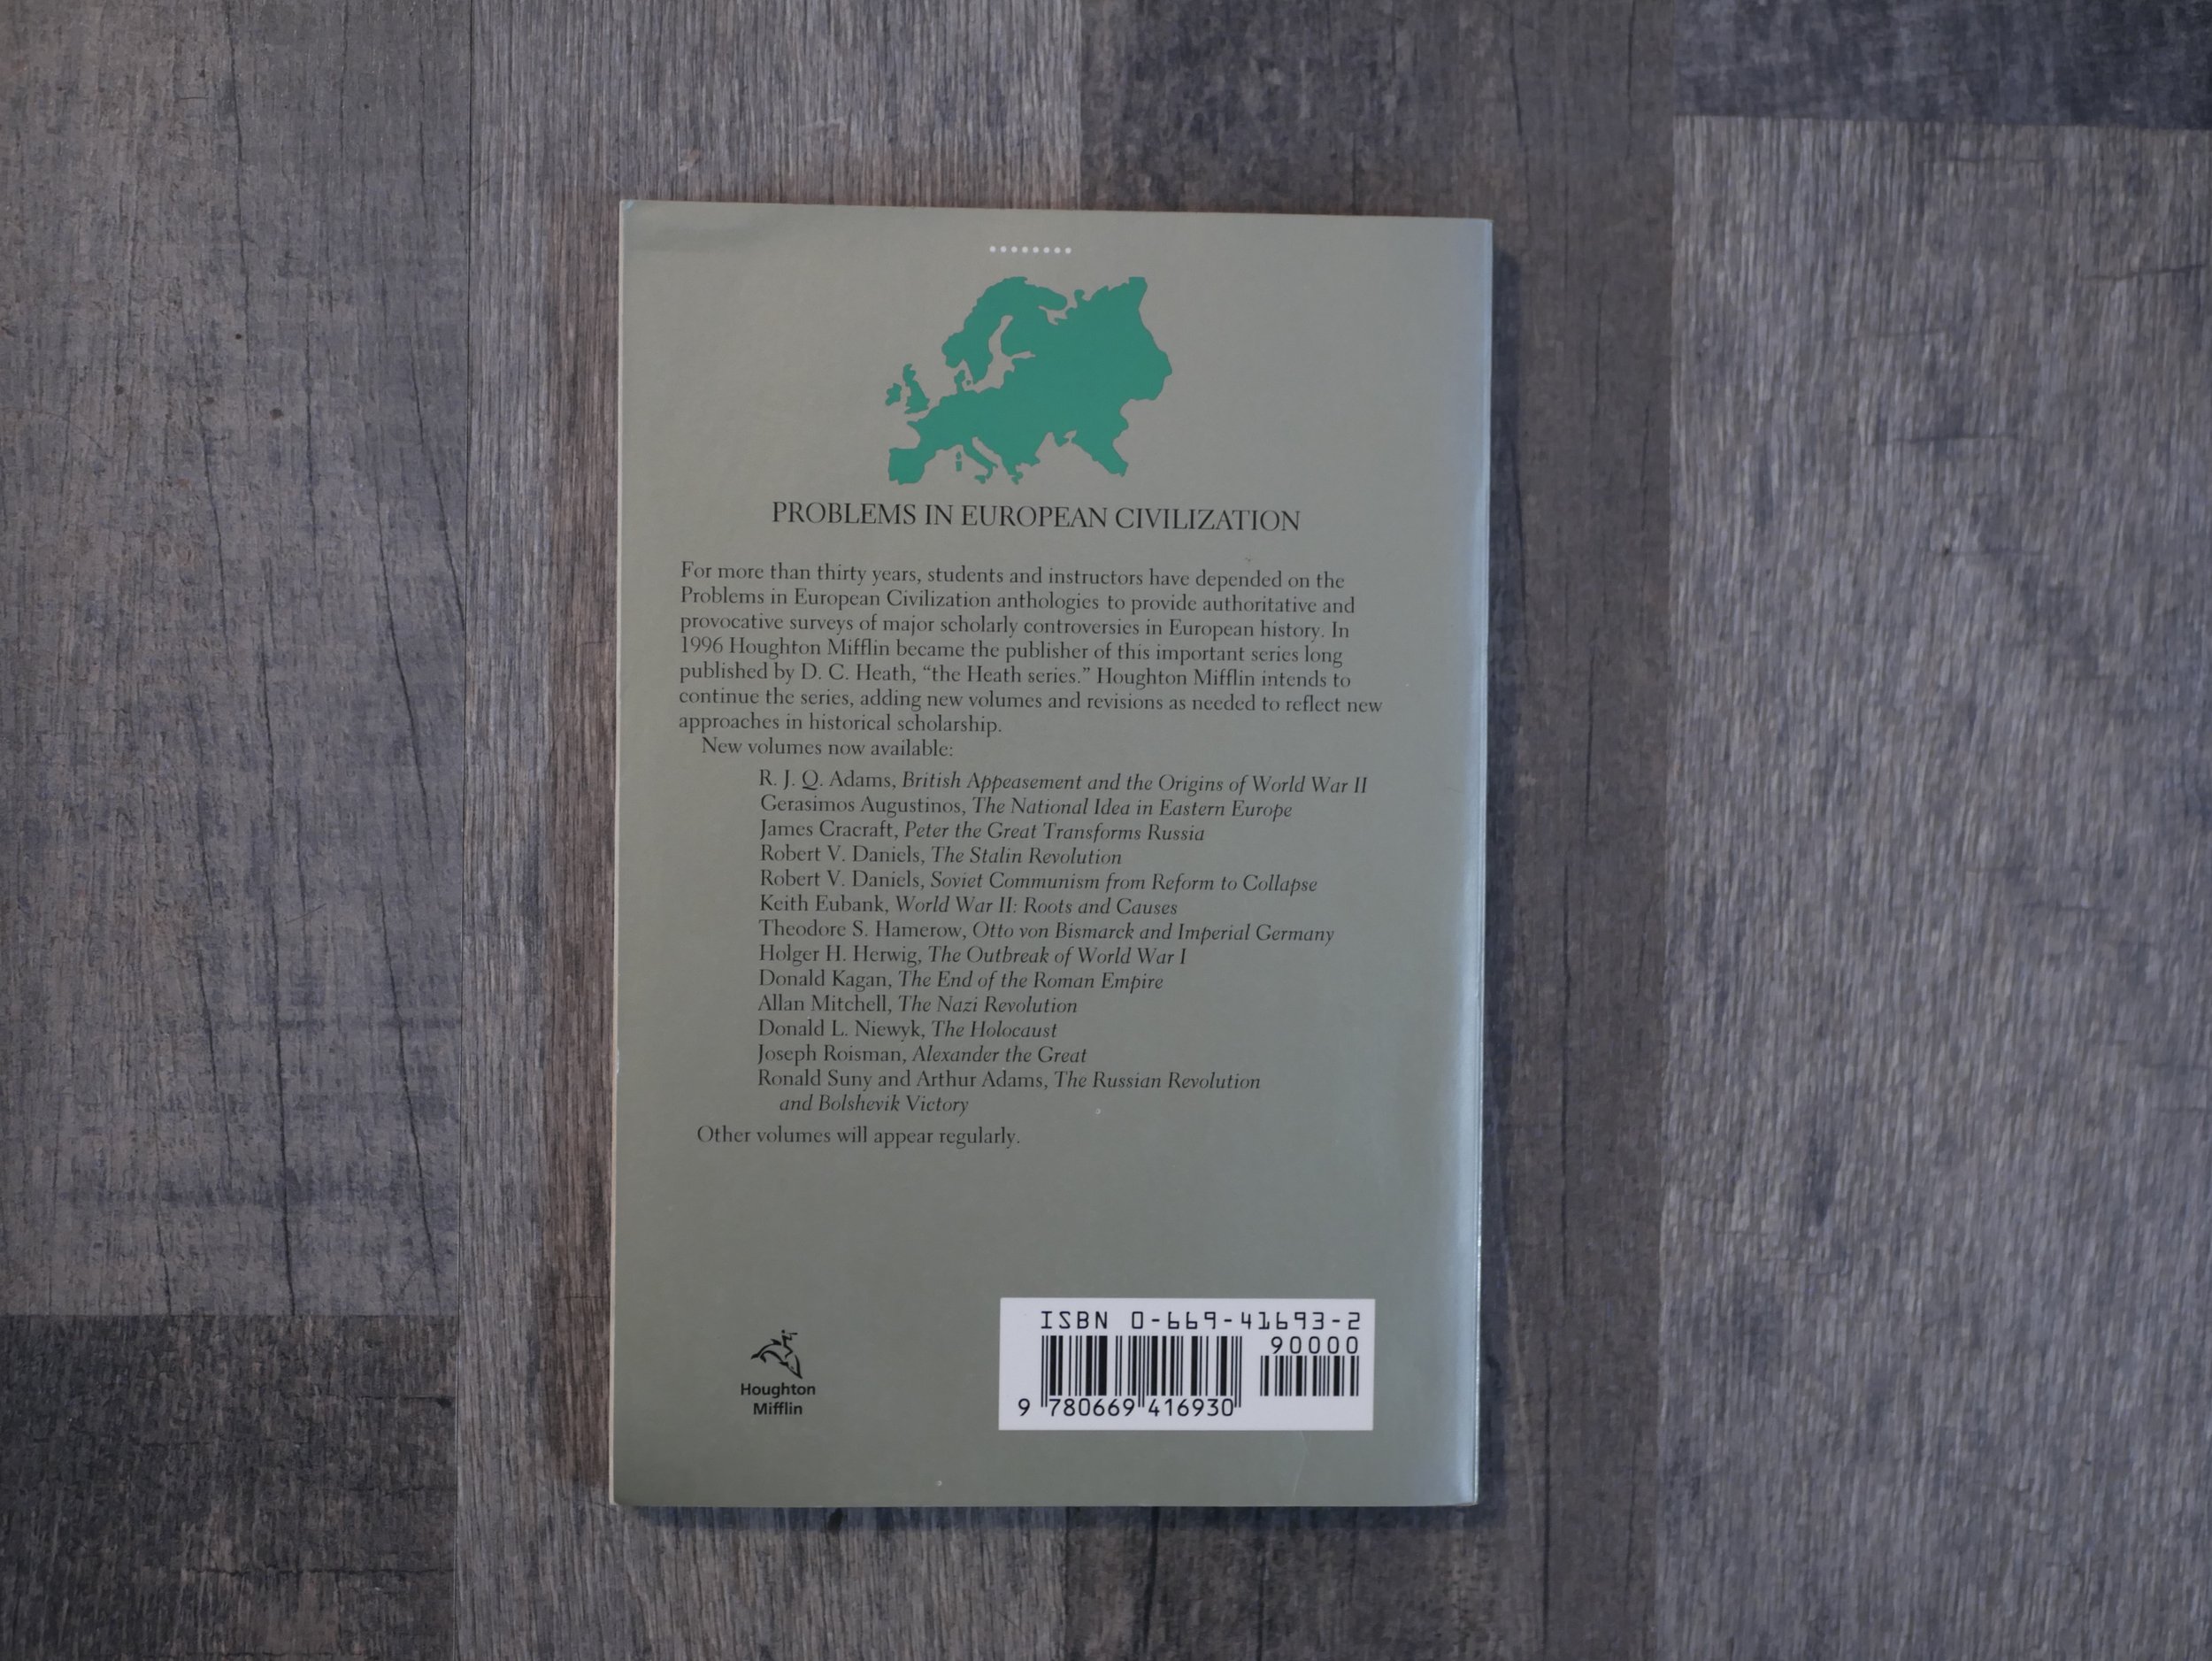 PROBLEMS IN EUROPEAN CIVILIZATION
For more than thirty years, students and instructors have depended on the
Problems in European Civilization anthologies to provide authoritative and
provocative surveys of major scholarly controversies in European history. In
1996 Houghton Mifflin became the publisher of this important series long
published by D. C. Heath, “the Heath series.” Houghton Mifflin intends to
continue the series, adding new volumes and revisions as needed to reflect new
approaches in historical scholarship.
New volumes now available:
R. J. Q. Adams, British Appeasement and the Origins of World War II
Gerasimos Augustinos, The National Idea in Eastern Europe
James Cracraft, Peter the Great Transforms Russia
Robert V. Daniels, The Stalin Revolution
Robert V. Daniels, Soviet Communism from Reform to Collapse
Keith Eubank, World War II: Roots and Causes
Theodore S. Hamerow, Otto von Bismarck and Imperial Germany
Holger H. Herwig, The Outbreak of World War I
Donald Kagan, The End of the Roman Empire
Allan Mitchell, The Nazi Revolution
Donald L. Niewyk, The Holocaust
Joseph Roisman, Alexander the Great
Ronald Suny and Arthur Adams, The Russian Revolution
and Bolshevik Victory
Other volumes will appear regularly.
Houghton
Mifflin
ISBN 0-669-41693-2
90000
9 780669 416930